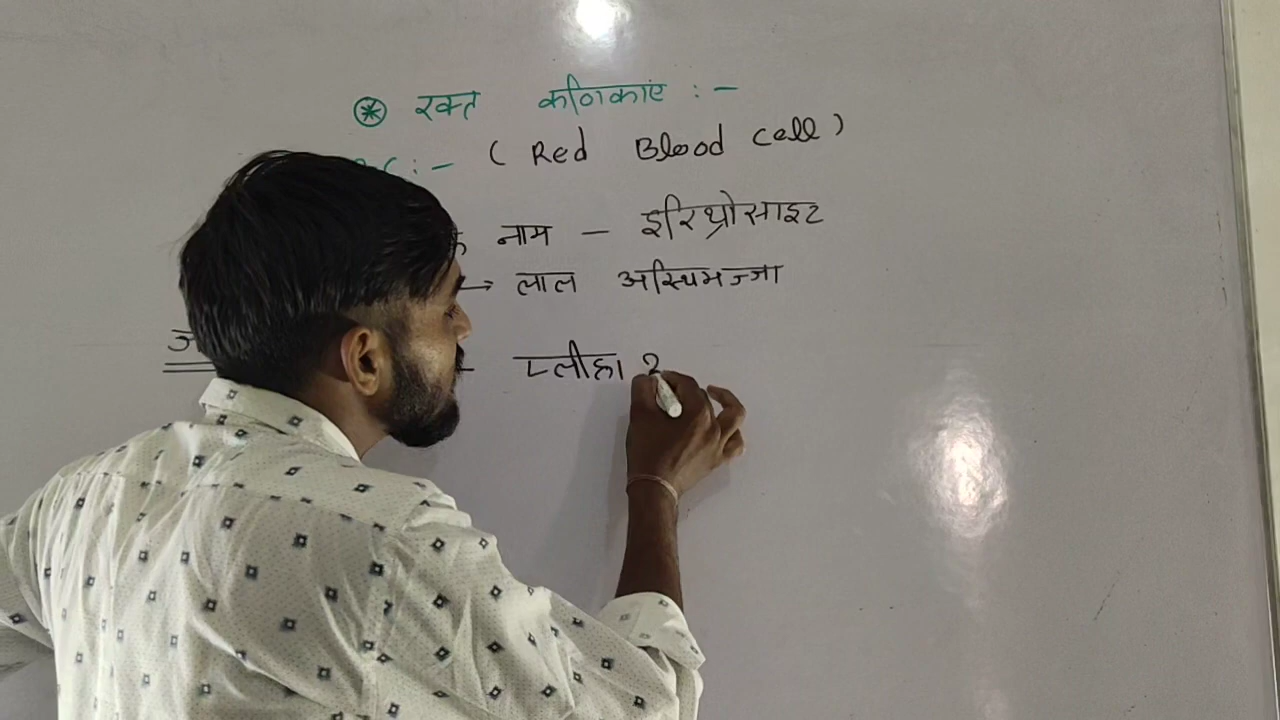 रक्त कणिकाएं :-
C :- ( Red Blood Cell )
नाम - इरिथ्रोसाइट
→ लाल अस्थिमज्जा
- प्लीहा